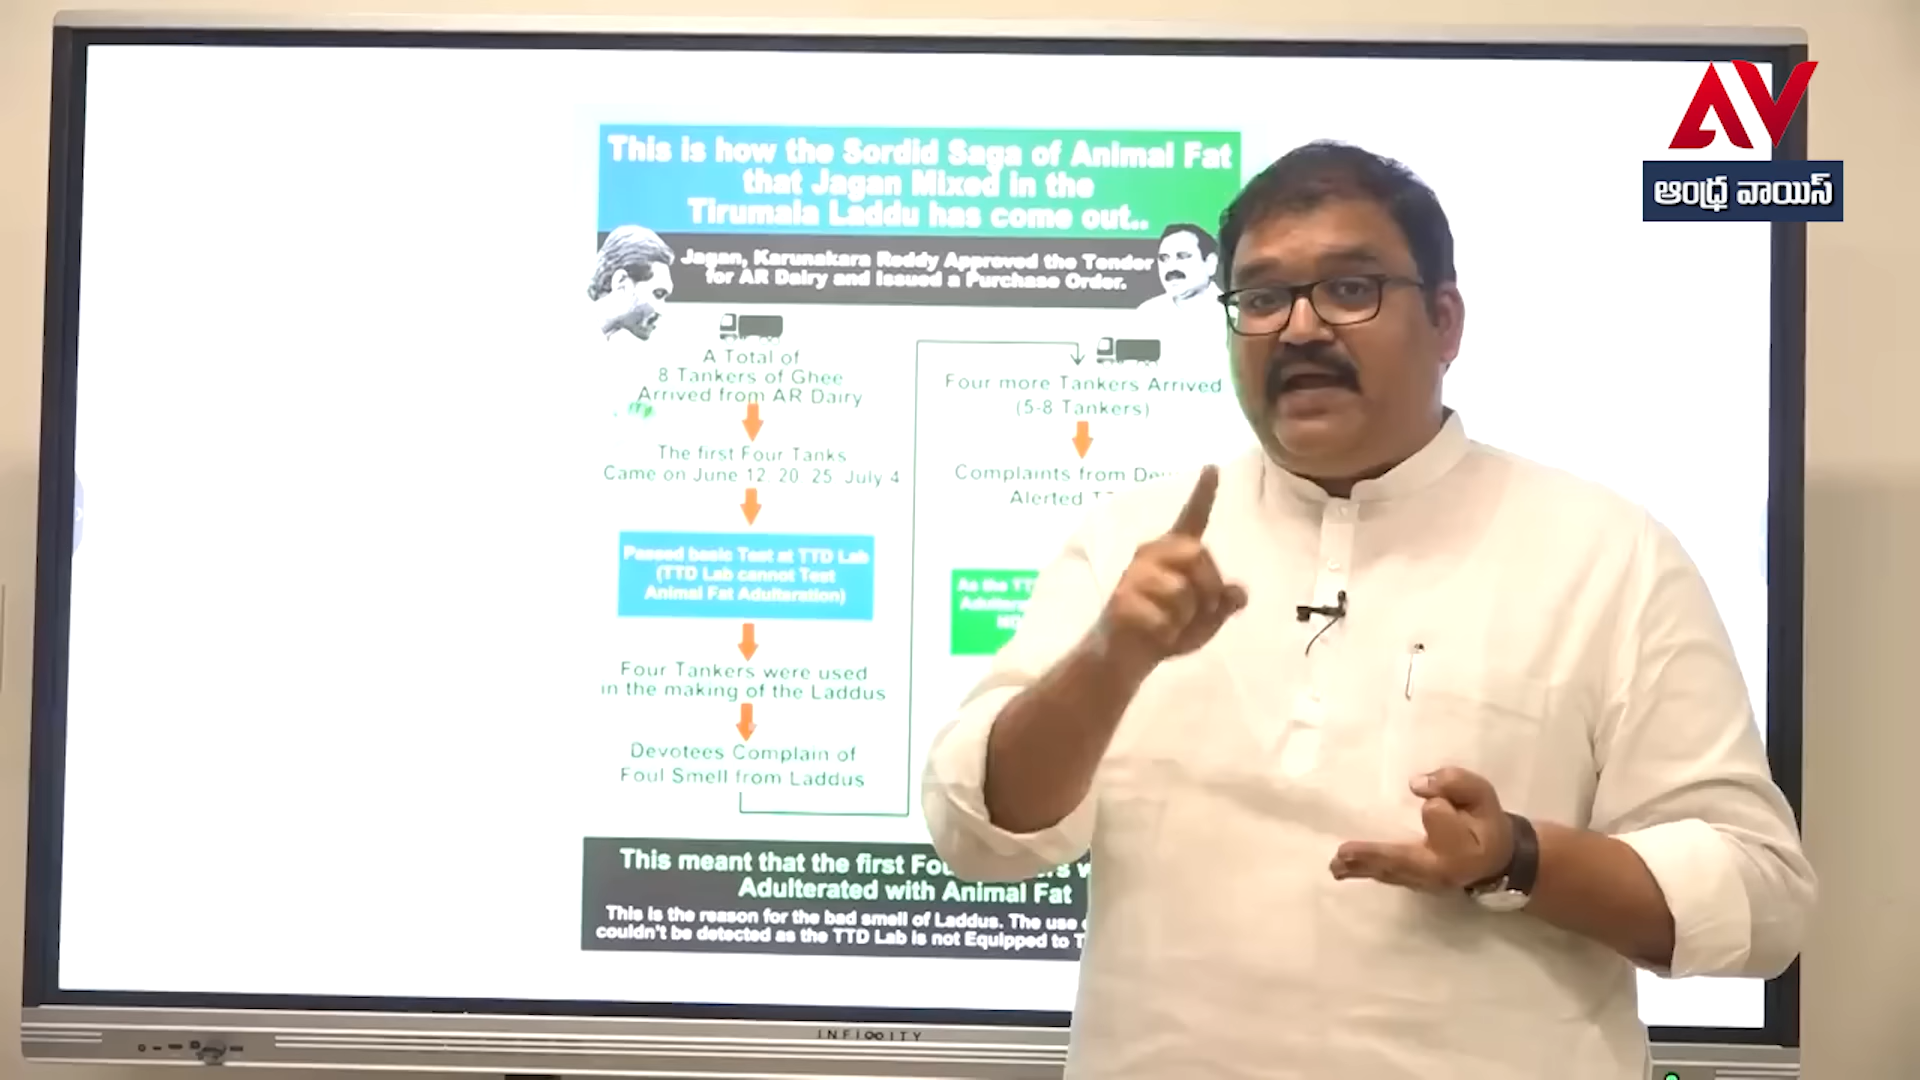 AV
ఆంధ్ర వాయిస్
This is how the Sordid Saga of Animal Fat
that Jagan Mixed in the
Tirumala Laddu has come out..
Jagan, Karunakara Reddy Approved the Tender
for AR Dairy and Issued a Purchase Order.
A Total of
8 Tankers of Ghee
Arrived from AR Dairy
The first Four Tanks
Came on June 12, 20, 25, July 4
Passed basic Test at TTD Lab
(TTD Lab cannot Test
Animal Fat Adulteration)
Four Tankers were used
in the making of the Laddus
Devotees Complain of
Foul Smell from Laddus
Four more Tankers Arrived
(5-8 Tankers)
Complaints from
Alerted
As the
This meant that the first
Adulterated with Animal Fat
This is the reason for the bad smell of Laddus. The use
couldn't be detected as the TTD Lab is not Equipped to
INFIOOITY